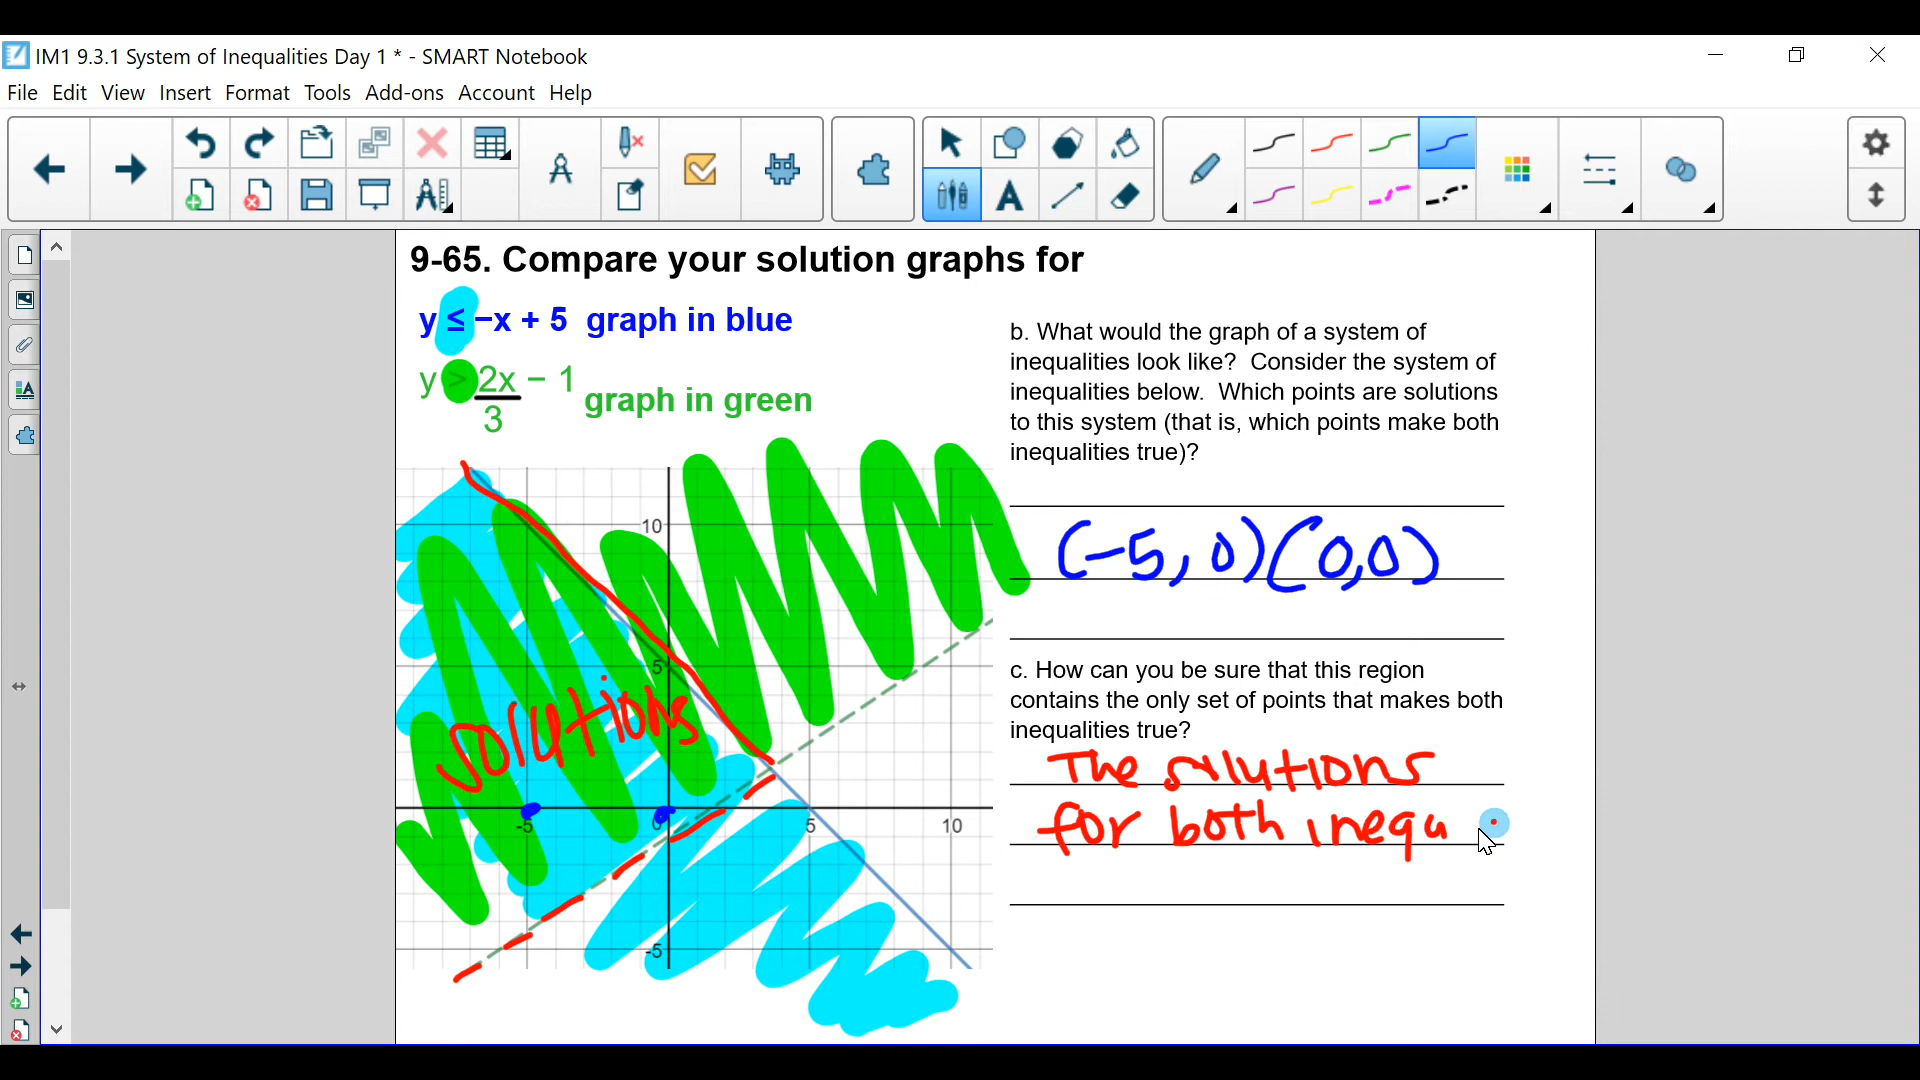 IM1 9.3.1 System of Inequalities Day 1 * - SMART Notebook
File Edit View Insert Format Tools Add-ons Account Help
9-65. Compare your solution graphs for
y ≤ −x + 5 graph in blue
y > 2x − 1
3
graph in green
10
5
solutions
-5
0
5
10
-5
b. What would the graph of a system of
inequalities look like? Consider the system of
inequalities below. Which points are solutions
to this system (that is, which points make both
inequalities true)?
(-5, 0) (0,0)
c. How can you be sure that this region
contains the only set of points that makes both
inequalities true?
The solutions
for both inequ